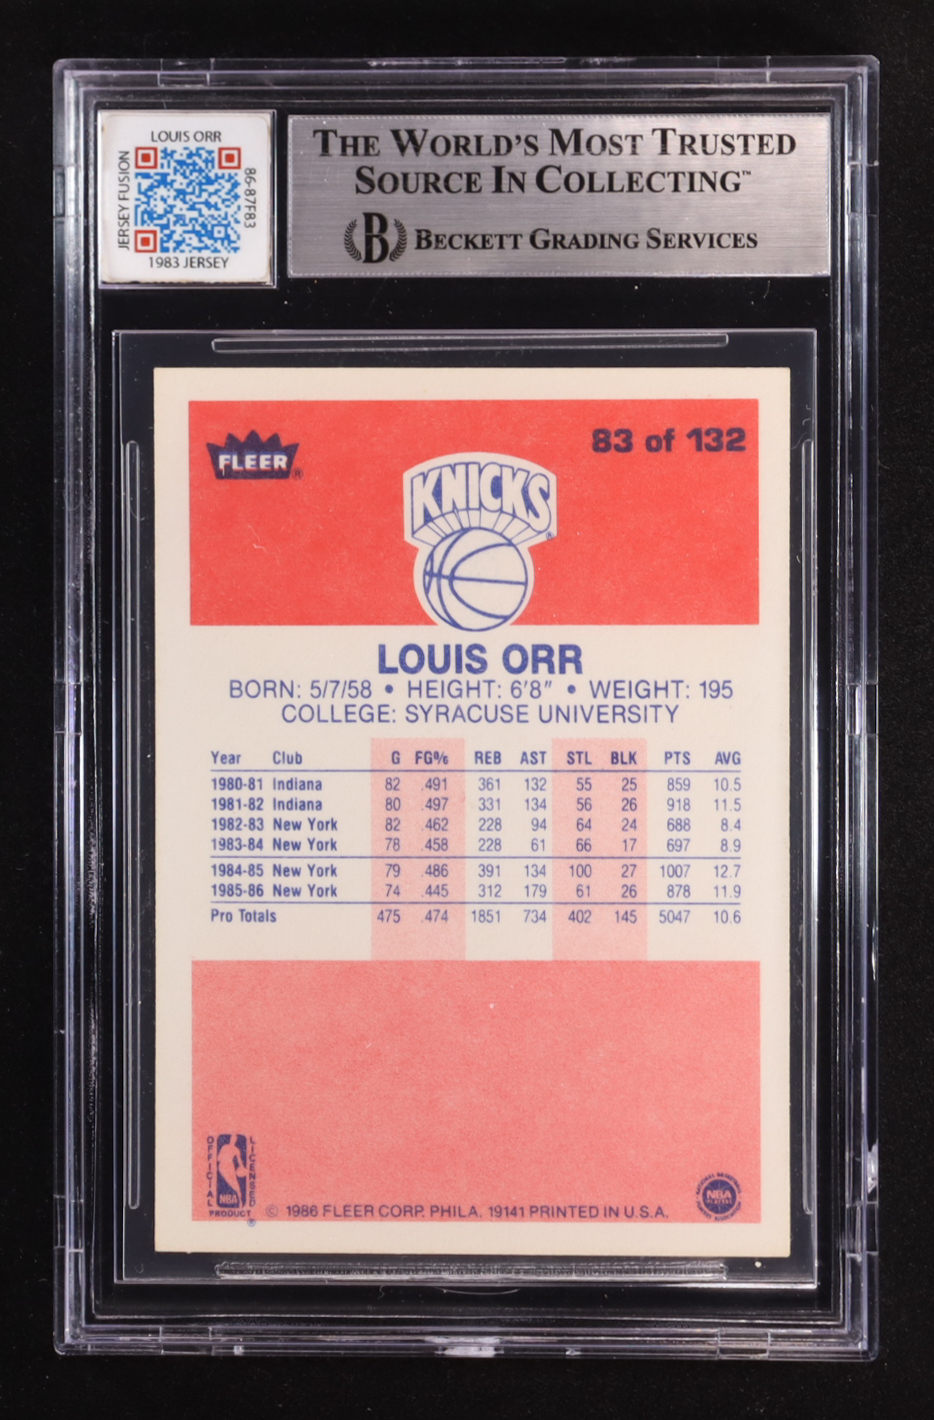 LOUIS ORR
JERSEY FUSION
86-87F83
1983 JERSEY
THE WORLD'S MOST TRUSTED
SOURCE IN COLLECTING™
B BECKETT GRADING SERVICES
FLEER®
83 of 132
KNICKS®
LOUIS ORR
BORN: 5/7/58 • HEIGHT: 6'8" • WEIGHT: 195
COLLEGE: SYRACUSE UNIVERSITY
Year Club G FG% REB AST STL BLK PTS AVG
1980-81 Indiana 82 .491 361 132 55 25 859 10.5
1981-82 Indiana 80 .497 331 134 56 26 918 11.5
1982-83 New York 82 .462 228 94 64 24 688 8.4
1983-84 New York 78 .458 228 61 66 17 697 8.9
1984-85 New York 79 .486 391 134 100 27 1007 12.7
1985-86 New York 74 .445 312 179 61 26 878 11.9
Pro Totals 475 .474 1851 734 402 145 5047 10.6
OFFICIAL
NBA
LICENSED
PRODUCT®
© 1986 FLEER CORP. PHILA. 19141 PRINTED IN U.S.A.
NBA
PLAYERS